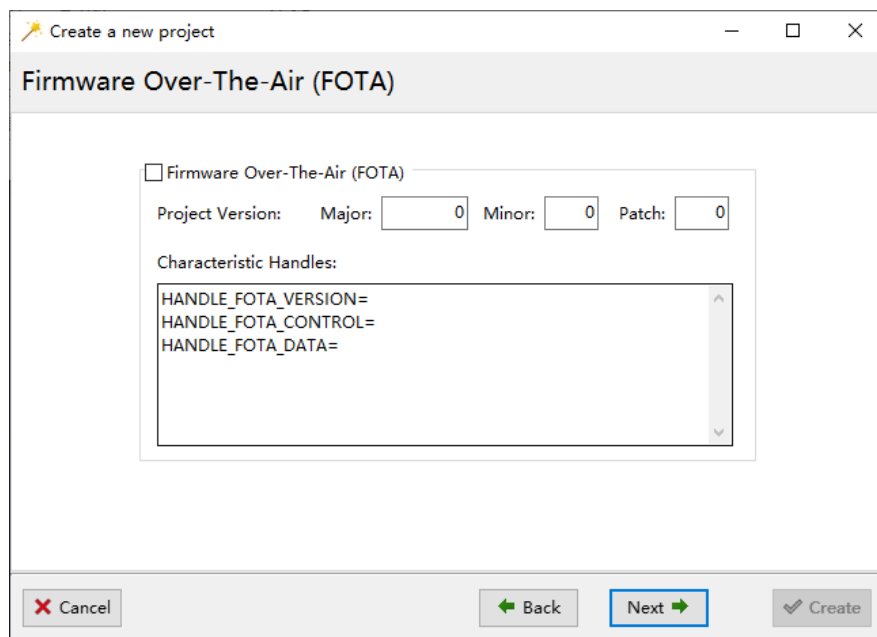 Create a new project
Firmware Over-The-Air (FOTA)
Firmware Over-The-Air (FOTA)
Project Version: Major: 0 Minor: 0 Patch: 0
Characteristic Handles:
HANDLE_FOTA_VERSION=
HANDLE_FOTA_CONTROL=
HANDLE_FOTA_DATA=
Cancel Back Next Create